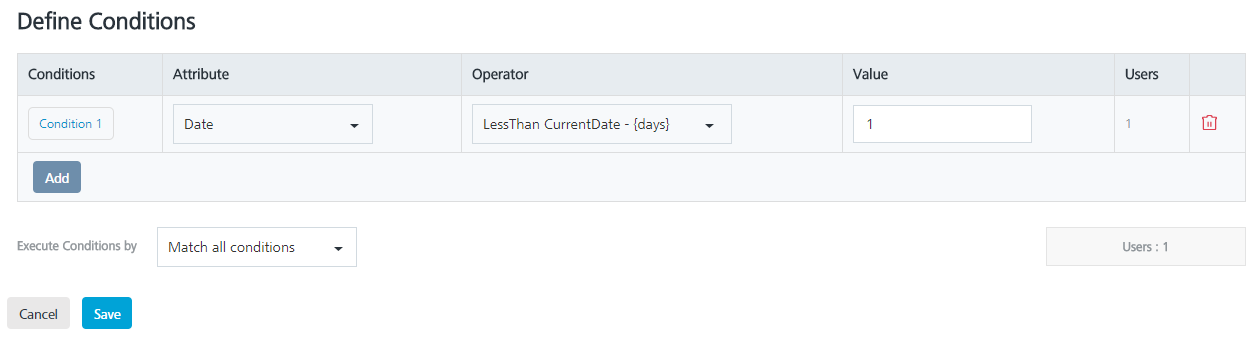 Define Conditions
Conditions Attribute Operator Value Users
Condition 1 Date LessThan CurrentDate - {days} 1 1
Add
Execute Conditions by Match all conditions Users : 1
Cancel Save